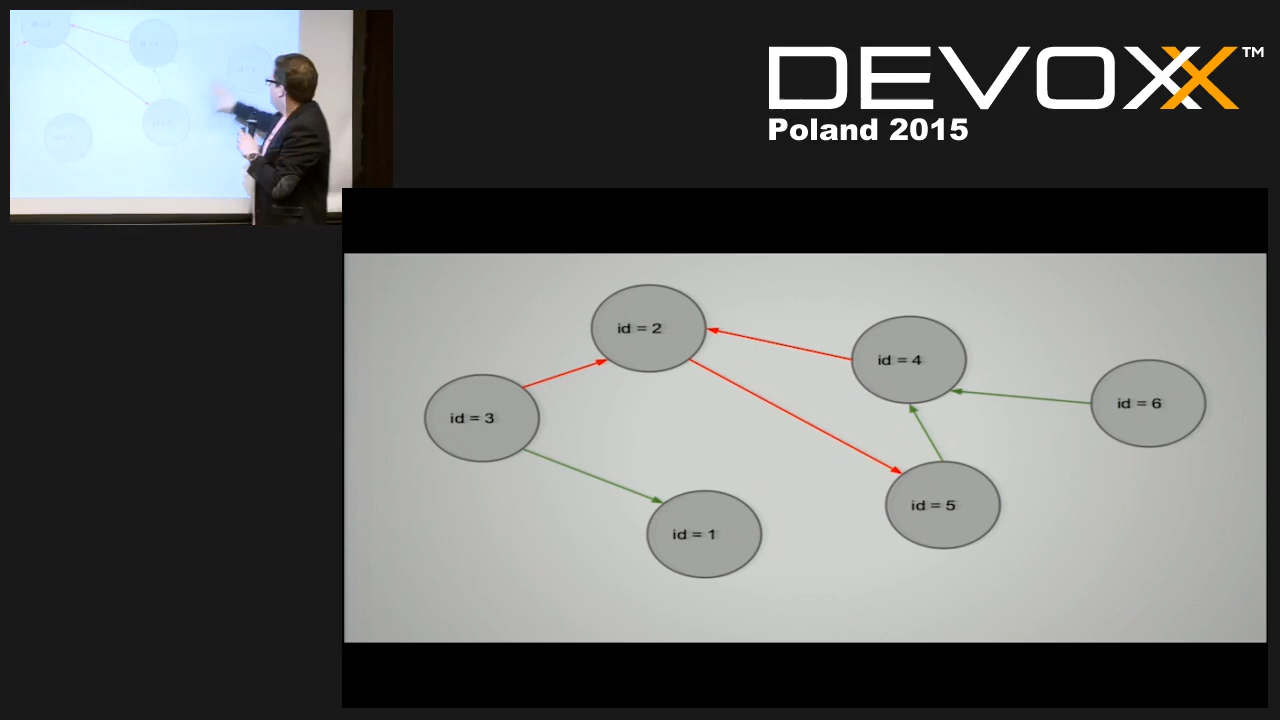 DEVOXX™
Poland 2015
id = 2
id = 4
id = 6
id = 3
id = 5
id = 1